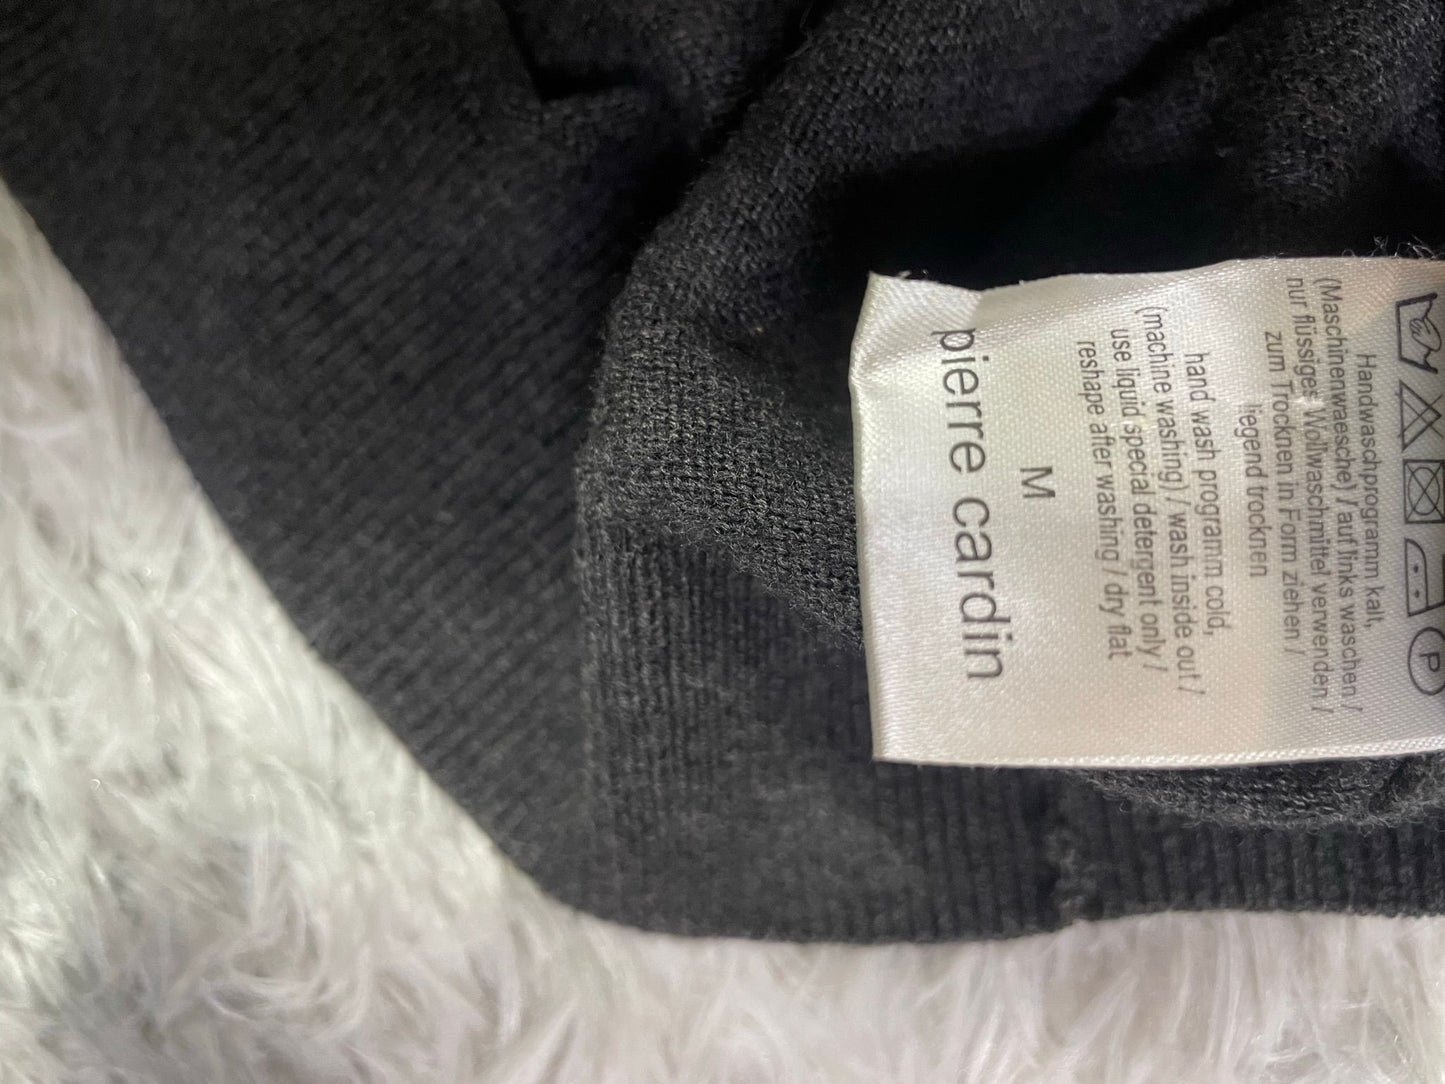 Handwaschprogramm kalt,
(Maschinenwaesche) / auf links waschen /
nur flüssiges Wollwaschmittel verwenden /
zum Trocknen in Form ziehen /
liegend trocknen
hand wash programm cold,
(machine washing) / wash inside out /
use liquid special detergent only /
reshape after washing / dry flat
M
pierre cardin
P